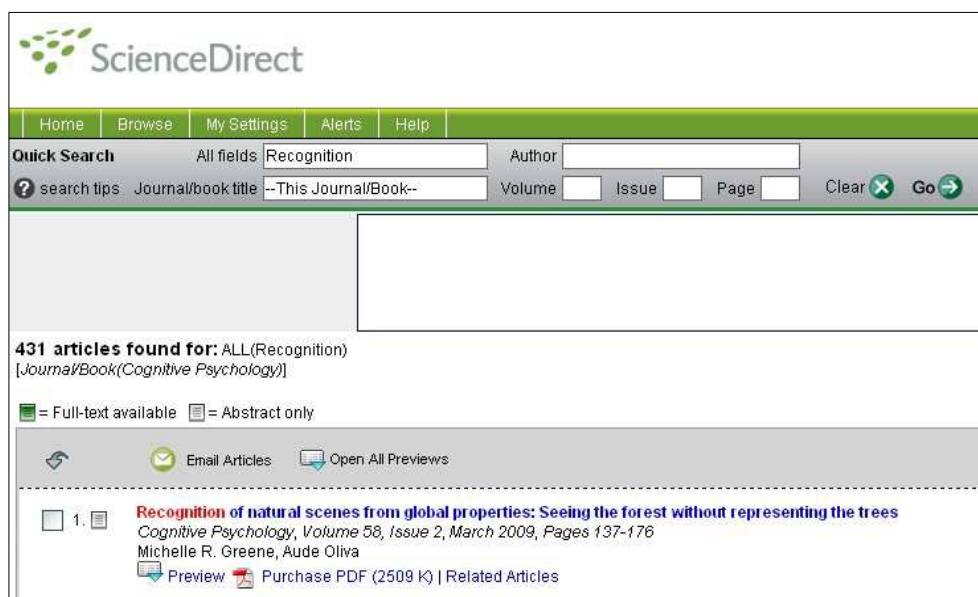 ScienceDirect
Home Browse My Settings Alerts Help
Quick Search All fields Recognition Author
? search tips Journal/book title --This Journal/Book-- Volume Issue Page Clear Go
431 articles found for: ALL(Recognition)
[Journal/Book(Cognitive Psychology)]
= Full-text available = Abstract only
Email Articles Open All Previews
1. Recognition of natural scenes from global properties: Seeing the forest without representing the trees
Cognitive Psychology, Volume 58, Issue 2, March 2009, Pages 137-176
Michelle R. Greene, Aude Oliva
Preview Purchase PDF (2509 K) | Related Articles